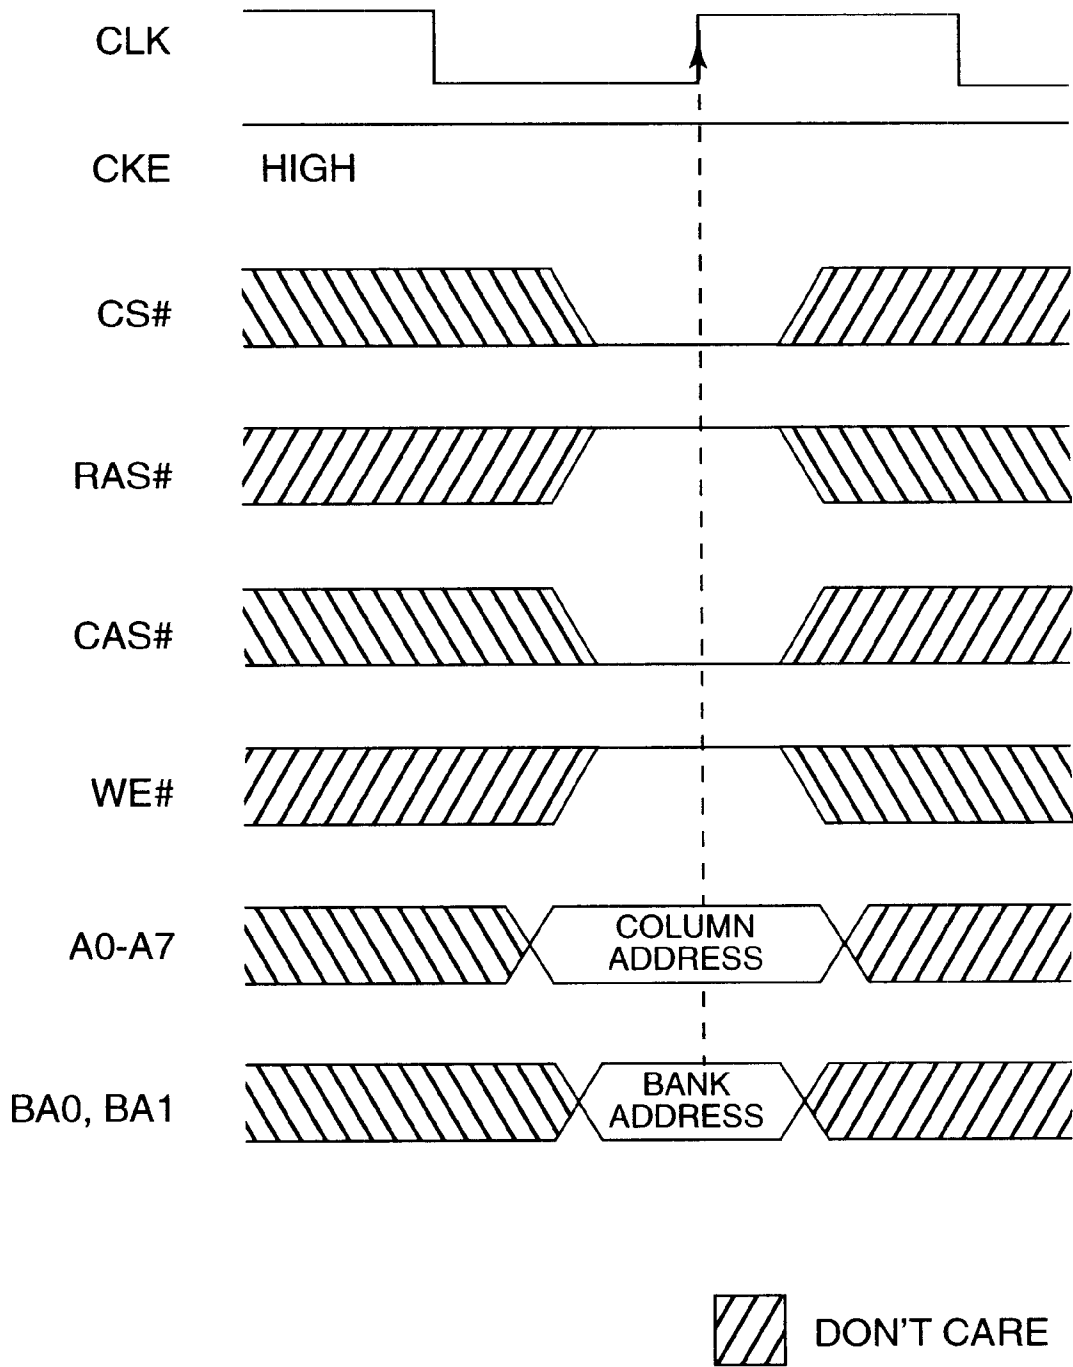 CLK
CKE HIGH
CS#
RAS#
CAS#
WE#
A0-A7
COLUMN
ADDRESS
BA0, BA1
BANK
ADDRESS
DON'T CARE